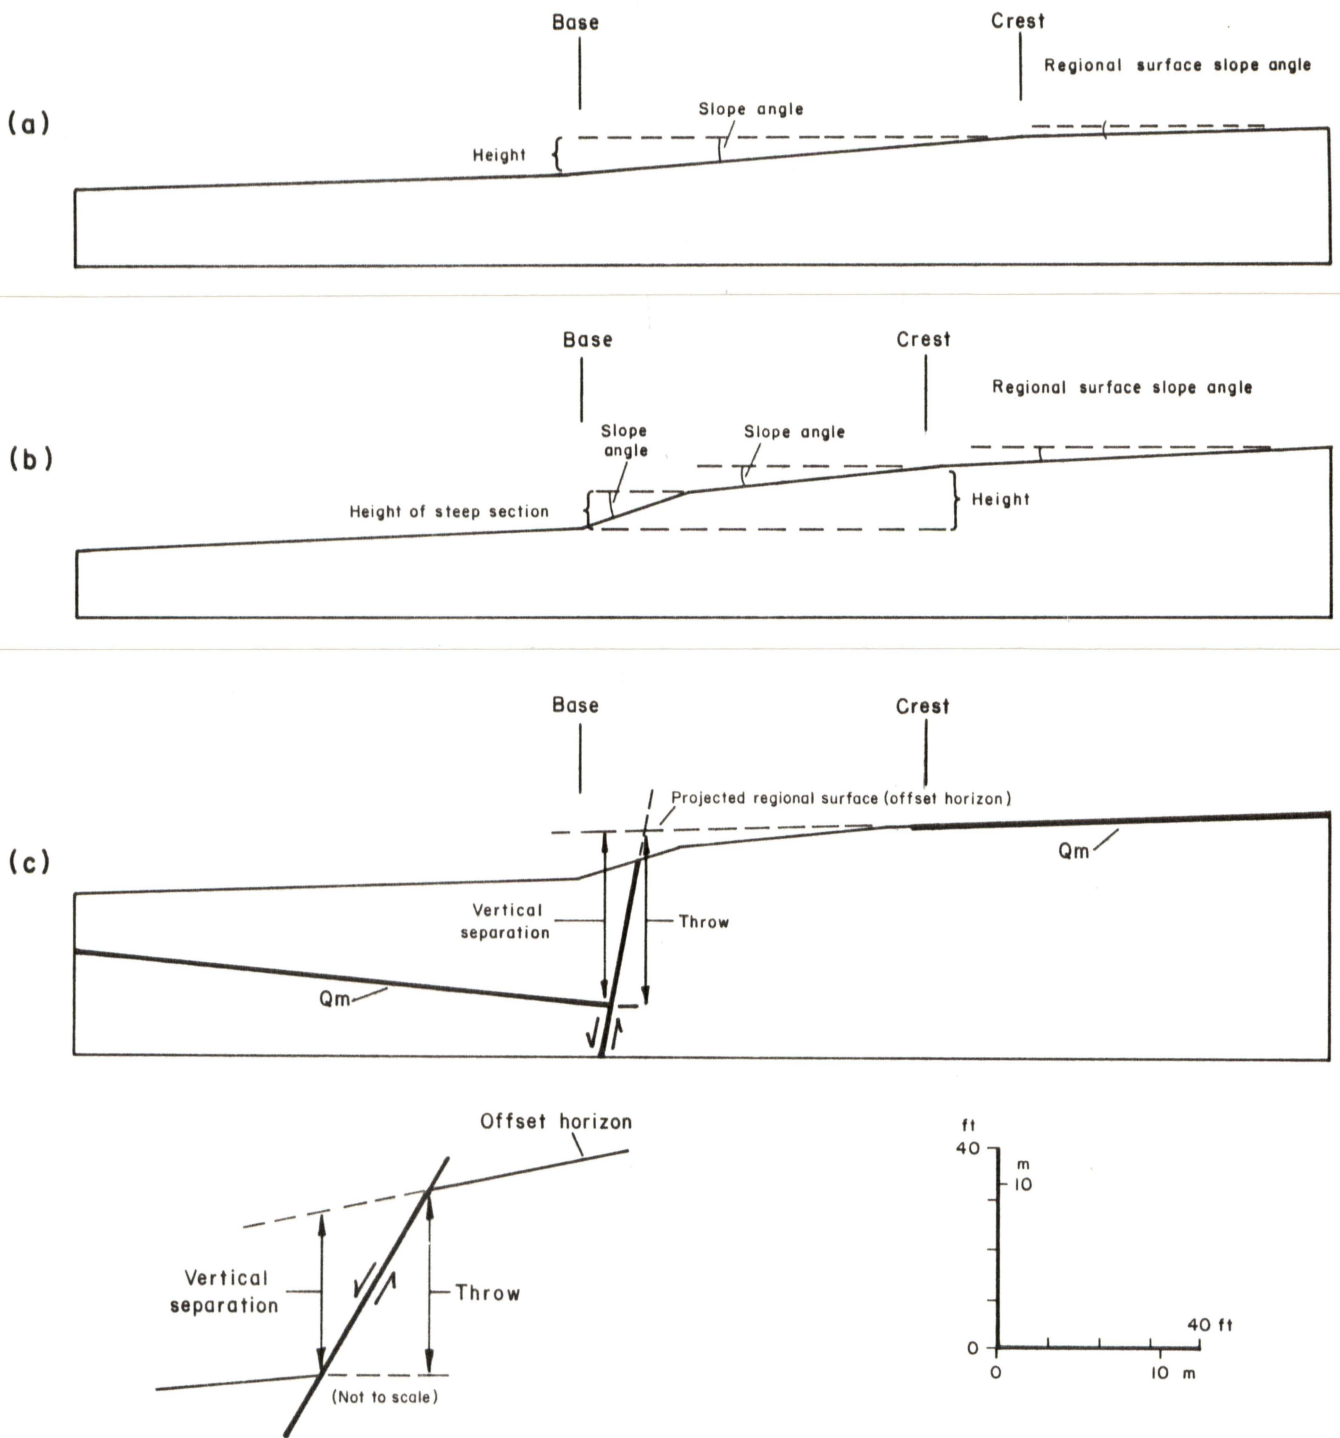 Base
Crest
Regional surface slope angle
Slope angle
(a)
Height
Base
Crest
Regional surface slope angle
Slope
angle
Slope angle
(b)
Height of steep section
Height
Base
Crest
Projected regional surface (offset horizon)
(c)
Qm
Vertical
separation
Throw
Qm
Offset horizon
ft
40
m
10
Vertical
separation
Throw
40 ft
0
0
10 m
(Not to scale)